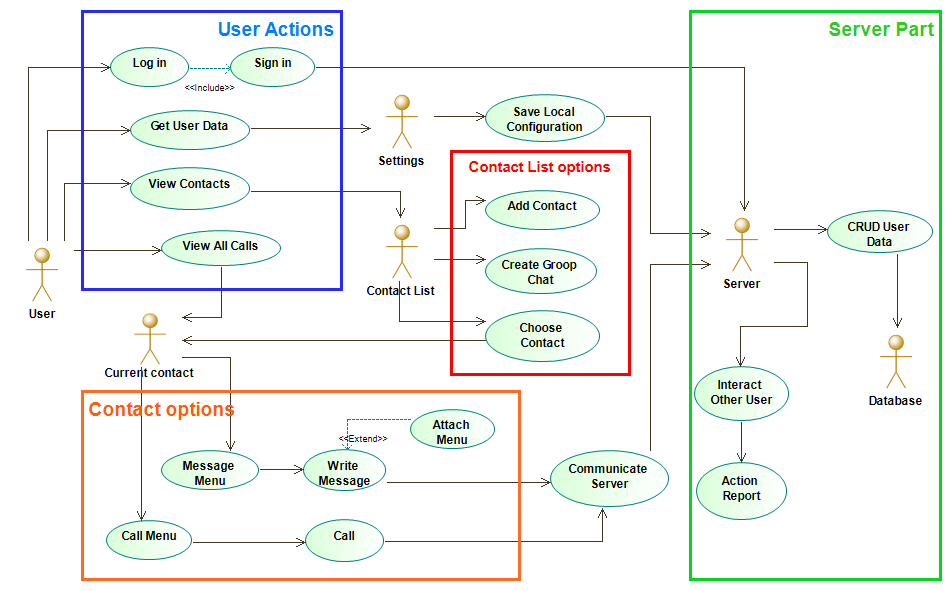 User Actions
Server Part
Log in
Sign in
<<Include>>
Get User Data
Save Local
Configuration
Settings
Contact List options
View Contacts
Add Contact
View All Calls
CRUD User
Data
Create Groop
Chat
Contact List
Server
User
Choose
Contact
Current contact
Interact
Other User
Database
Contact options
Attach
Menu
<<Extend>>
Message
Menu
Write
Message
Communicate
Server
Action
Report
Call Menu
Call